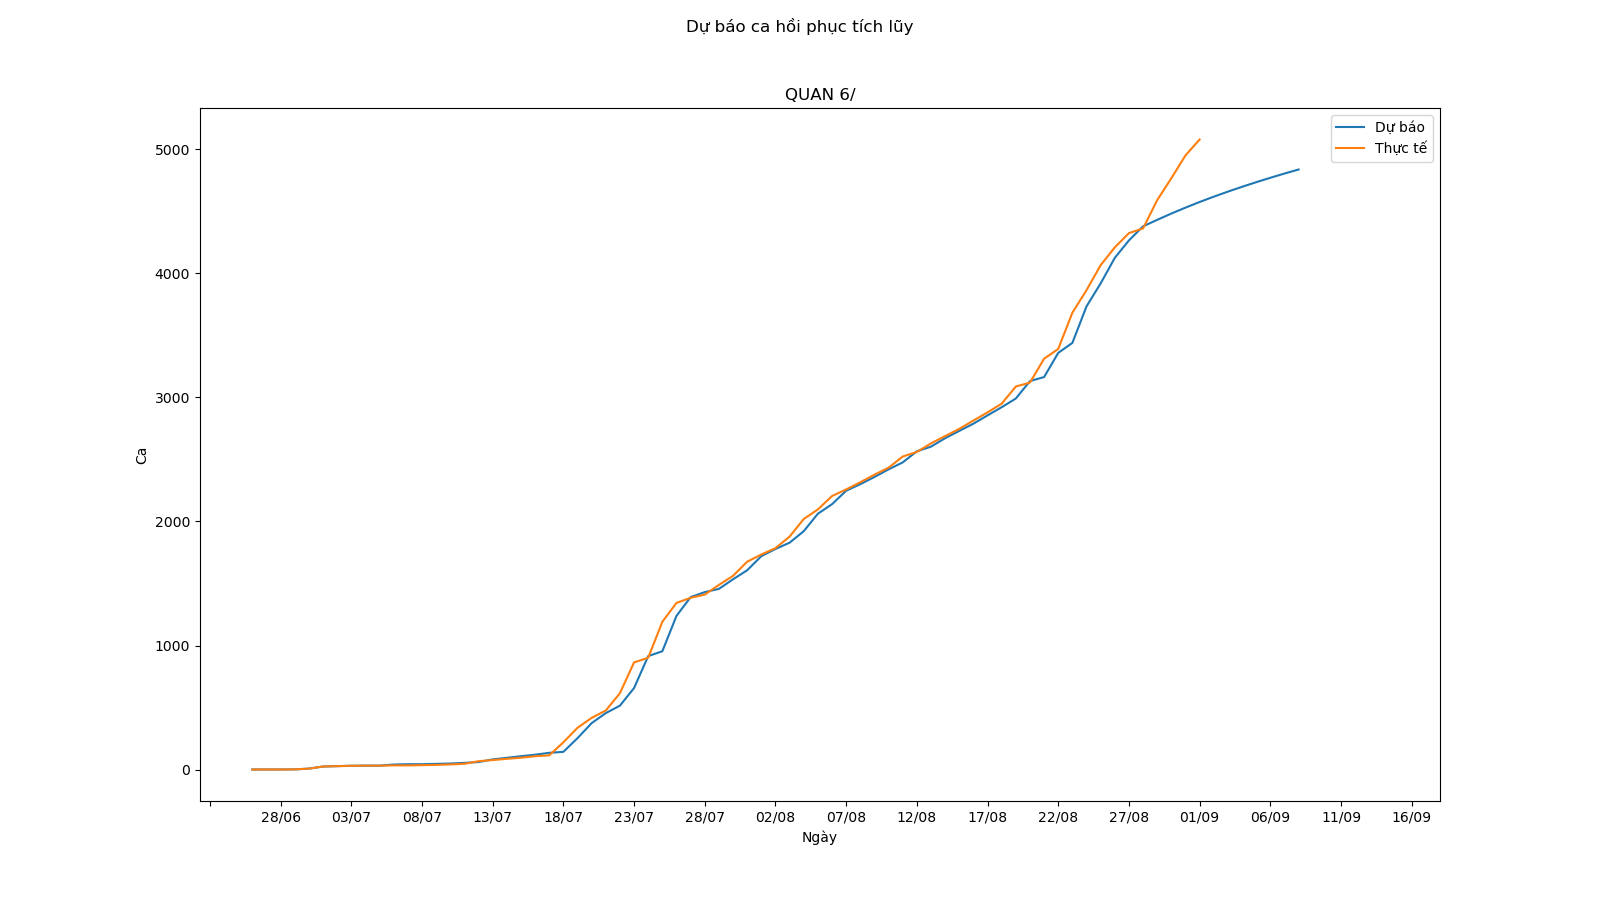 Dự báo ca hồi phục tích lũy
QUAN 6/
Dự báo
Thực tế
5000
4000
3000
2000
1000
0
Ca
28/06 03/07 08/07 13/07 18/07 23/07 28/07 02/08 07/08 12/08 17/08 22/08 27/08 01/09 06/09 11/09 16/09
Ngày